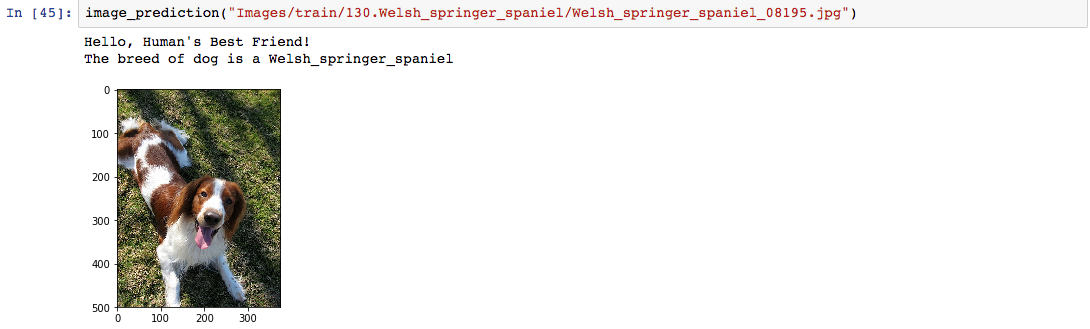 In [45]: image_prediction("Images/train/130.Welsh_springer_spaniel/Welsh_springer_spaniel_08195.jpg")
Hello, Human's Best Friend!
The breed of dog is a Welsh_springer_spaniel
0
100
200
300
400
500
0 100 200 300